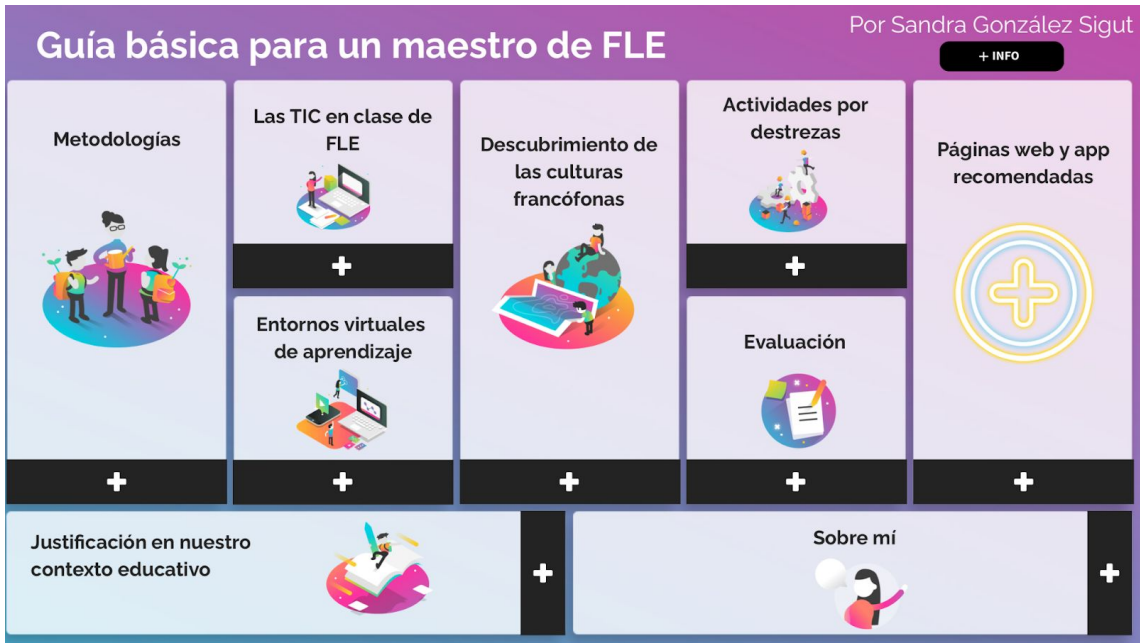 Guía básica para un maestro de FLE
Por Sandra González Sigut
+ INFO
Metodologías
Las TIC en clase de
FLE
Entornos virtuales
de aprendizaje
Descubrimiento de
las culturas
francófonas
Actividades por
destrezas
Evaluación
Páginas web y app
recomendadas
Justificación en nuestro
contexto educativo
Sobre mí